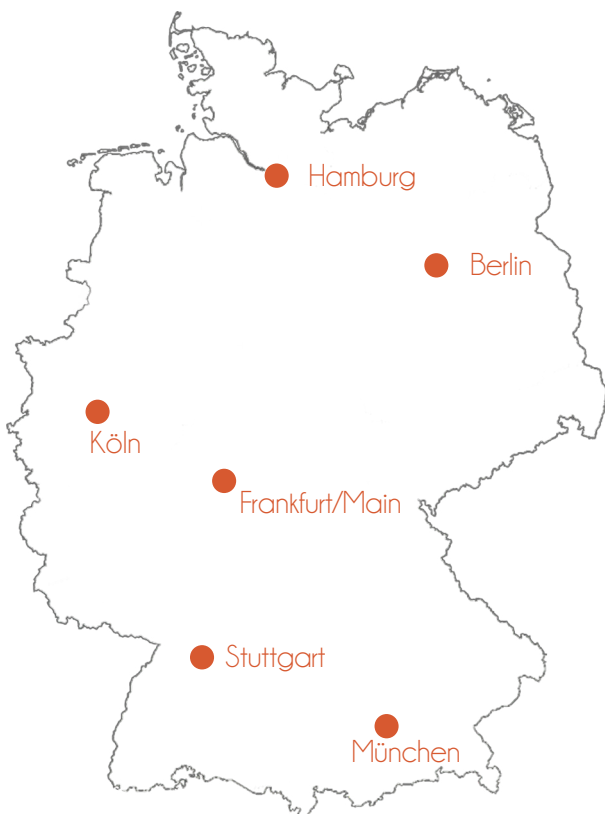 Hamburg
Berlin
Köln
Frankfurt/Main
Stuttgart
München